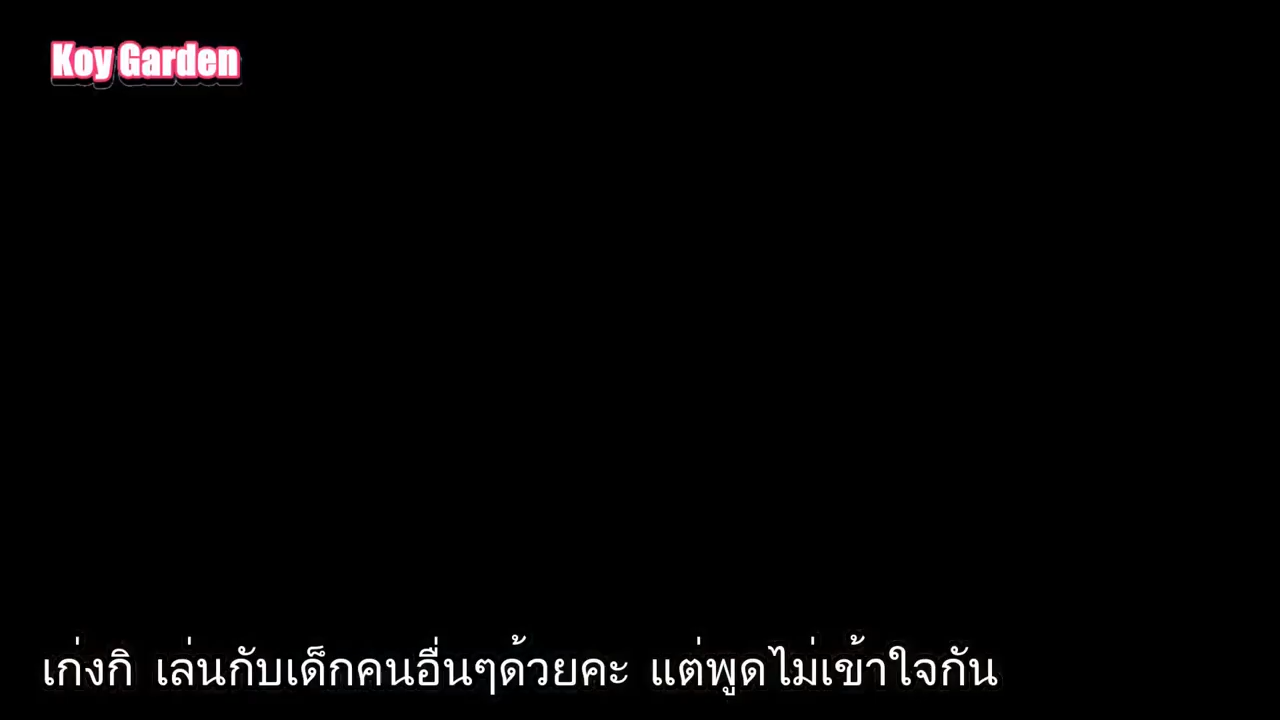 Koy Garden
เก่งกิ เล่นกับเด็กคนอื่นๆด้วยคะ แต่พูดไม่เข้าใจกัน